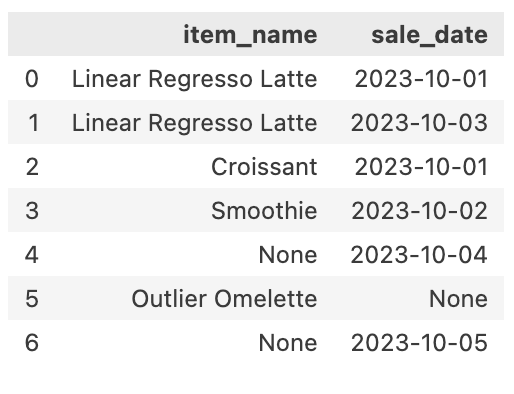 item_name sale_date
0 Linear Regresso Latte 2023-10-01
1 Linear Regresso Latte 2023-10-03
2 Croissant 2023-10-01
3 Smoothie 2023-10-02
4 None 2023-10-04
5 Outlier Omelette None
6 None 2023-10-05